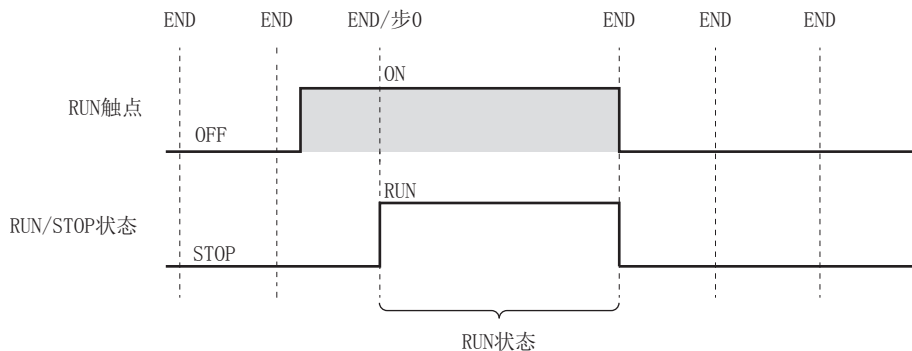 END END END/步0 END END END
ON
RUN触点
OFF
RUN
RUN/STOP状态
STOP
RUN状态